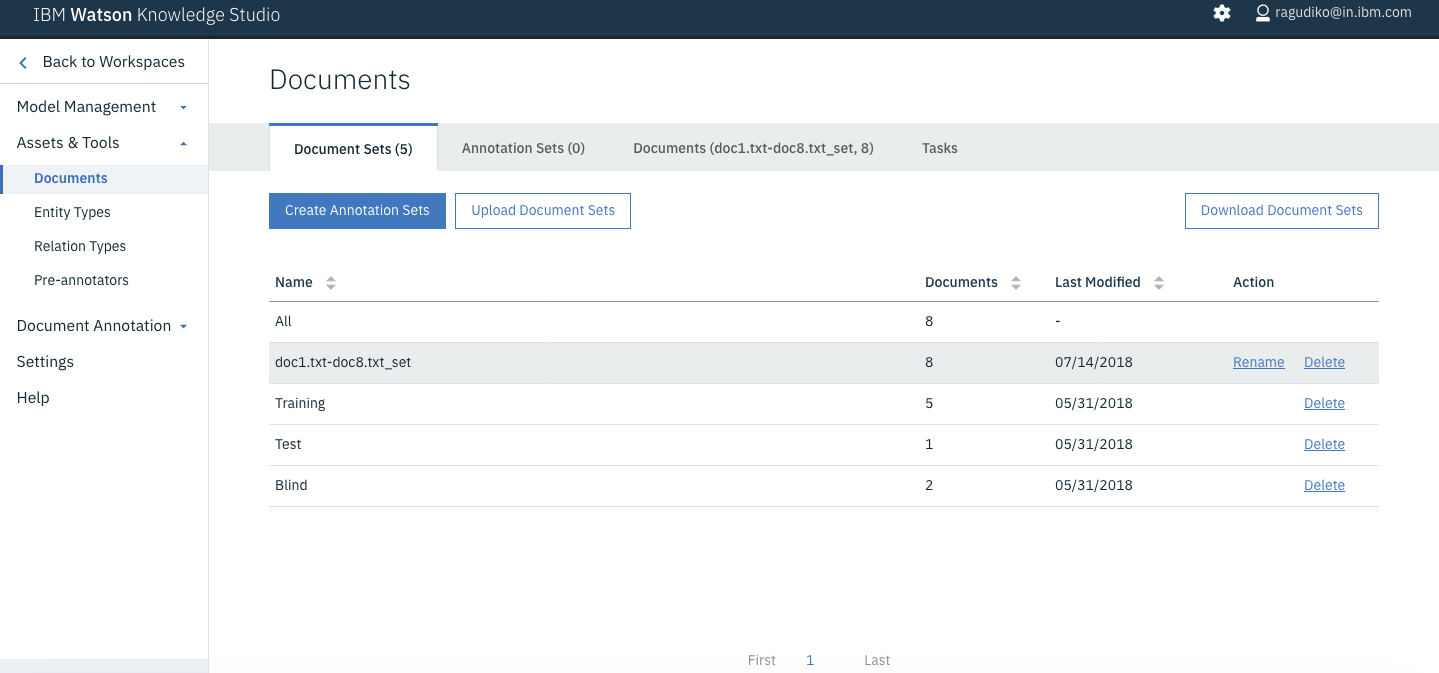 IBM Watson Knowledge Studio
ragudiko@in.ibm.com
Back to Workspaces
Model Management
Assets & Tools
Documents
Entity Types
Relation Types
Pre-annotators
Document Annotation
Settings
Help
Documents
Document Sets (5) Annotation Sets (0) Documents (doc1.txt-doc8.txt_set, 8) Tasks
Create Annotation Sets Upload Document Sets Download Document Sets
Name Documents Last Modified Action
All 8 -
doc1.txt-doc8.txt_set 8 07/14/2018 Rename Delete
Training 5 05/31/2018 Delete
Test 1 05/31/2018 Delete
Blind 2 05/31/2018 Delete
First 1 Last